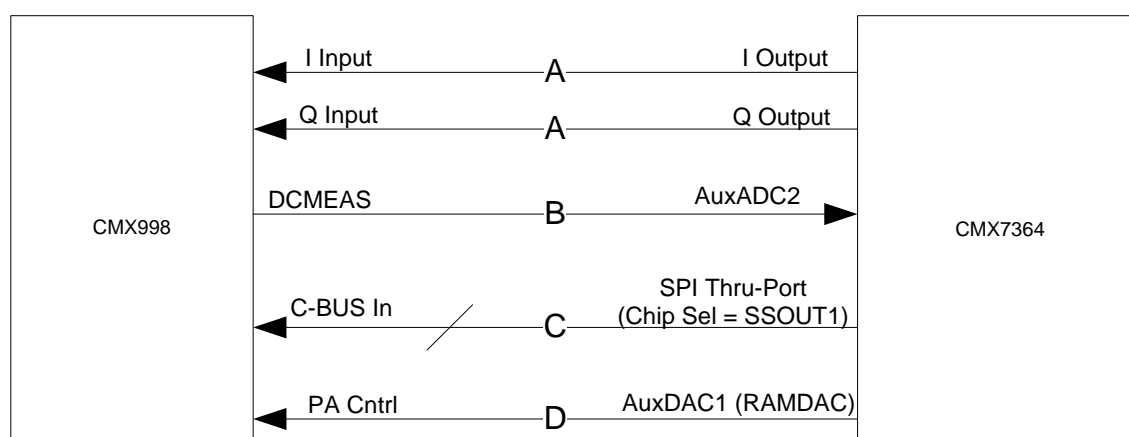 I Input
A
I Output
Q Input
A
Q Output
DCMEAS
B
AuxADC2
CMX998
CMX7364
C-BUS In
C
SPI Thru-Port
(Chip Sel = SSOUT1)
PA Cntrl
D
AuxDAC1 (RAMDAC)